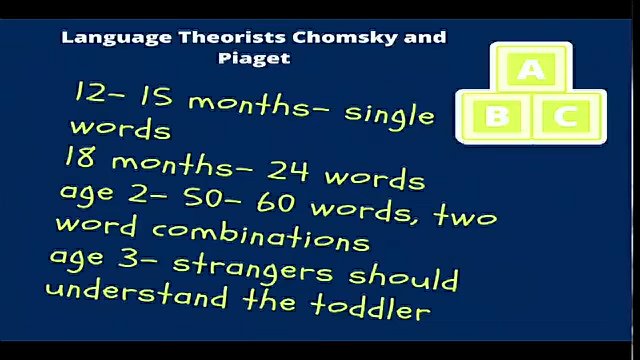 Language Theorists Chomsky and
Piaget
A
B C
12- 15 months- single
words
18 months- 24 words
age 2- 50- 60 words, two
word combinations
age 3- strangers should
understand the toddler